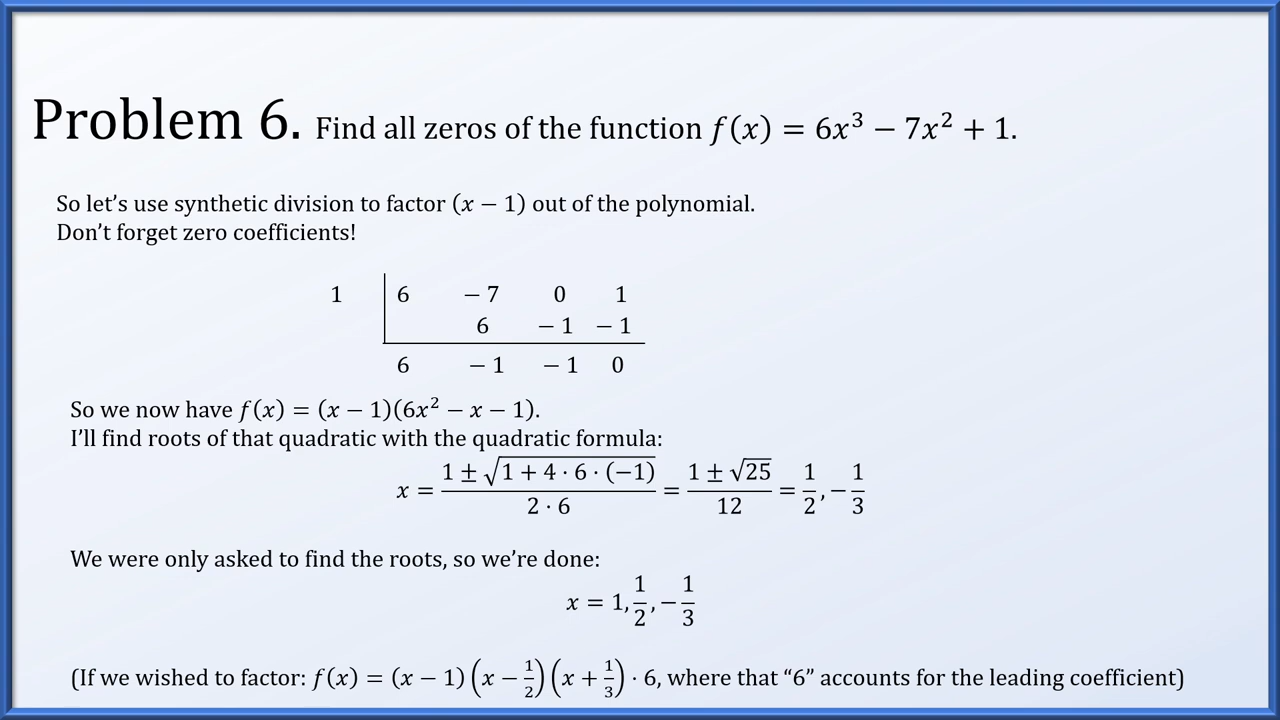 Problem 6. Find all zeros of the function f(x) = 6x³ − 7x² + 1.
So let’s use synthetic division to factor (x − 1) out of the polynomial.
Don’t forget zero coefficients!
1 6 − 7 0 1
6 − 1 − 1
6 − 1 − 1 0
So we now have f(x) = (x − 1)(6x² − x − 1).
I’ll find roots of that quadratic with the quadratic formula:
x = (1 ± √(1 + 4 · 6 · (−1)))/(2 · 6) = (1 ± √25)/12 = 1/2, − 1/3
We were only asked to find the roots, so we’re done:
x = 1, 1/2, − 1/3
(If we wished to factor: f(x) = (x − 1)(x − 1/2)(x + 1/3) · 6, where that “6” accounts for the leading coefficient)